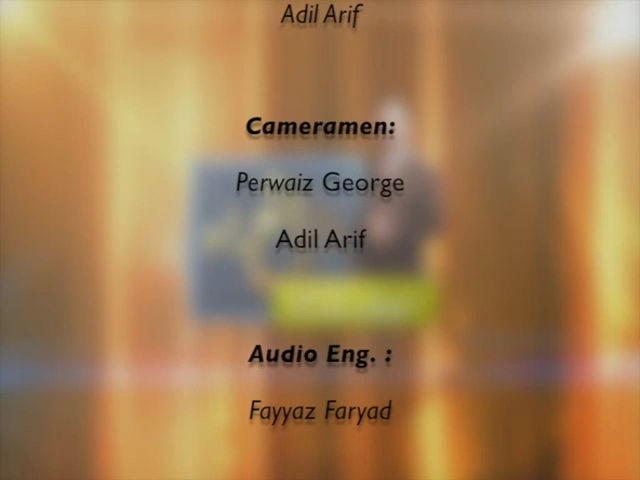 Adil Arif
Cameramen:
Perwaiz George
Adil Arif
Audio Eng. :
Fayyaz Faryad